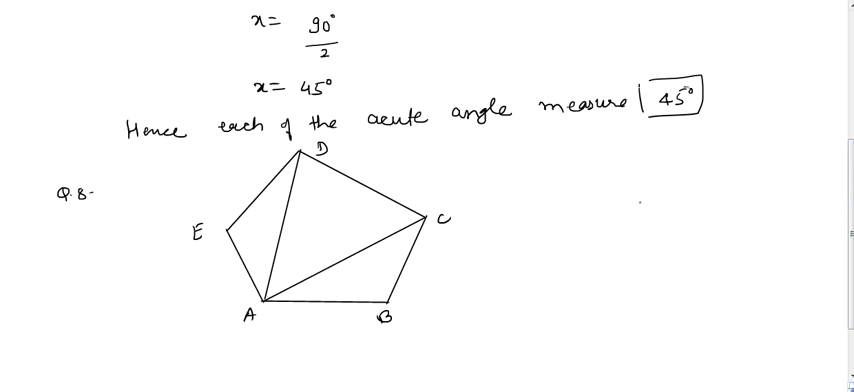 x = 90°/2
x = 45°
Hence each of the acute angle measure 45°
D
Q.8-
E
C
A
B